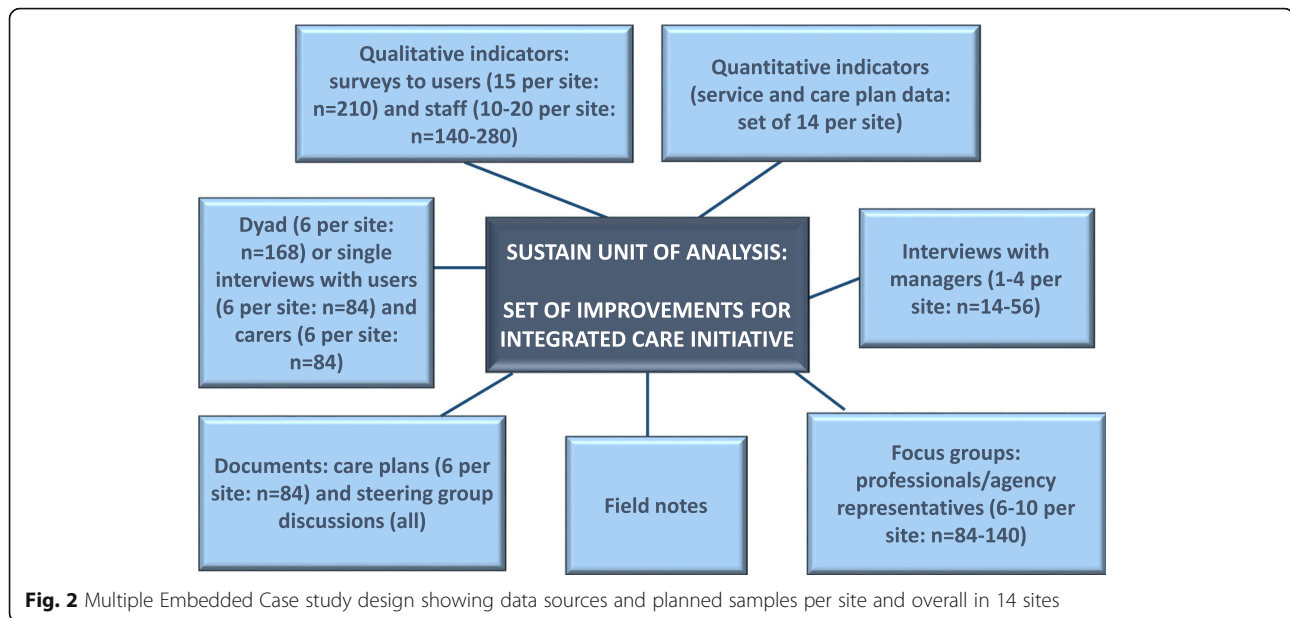 Qualitative indicators:
surveys to users (15 per site:
n=210) and staff (10-20 per site:
n=140-280)
Quantitative indicators
(service and care plan data:
set of 14 per site)
Dyad (6 per site:
n=168) or single
interviews with users
(6 per site: n=84) and
carers (6 per site:
n=84)
SUSTAIN UNIT OF ANALYSIS:
SET OF IMPROVEMENTS FOR
INTEGRATED CARE INITIATIVE
Interviews with
managers (1-4 per
site: n=14-56)
Documents: care plans (6 per
site: n=84) and steering group
discussions (all)
Field notes
Focus groups:
professionals/agency
representatives (6-10 per
site: n=84-140)
Fig. 2 Multiple Embedded Case study design showing data sources and planned samples per site and overall in 14 sites